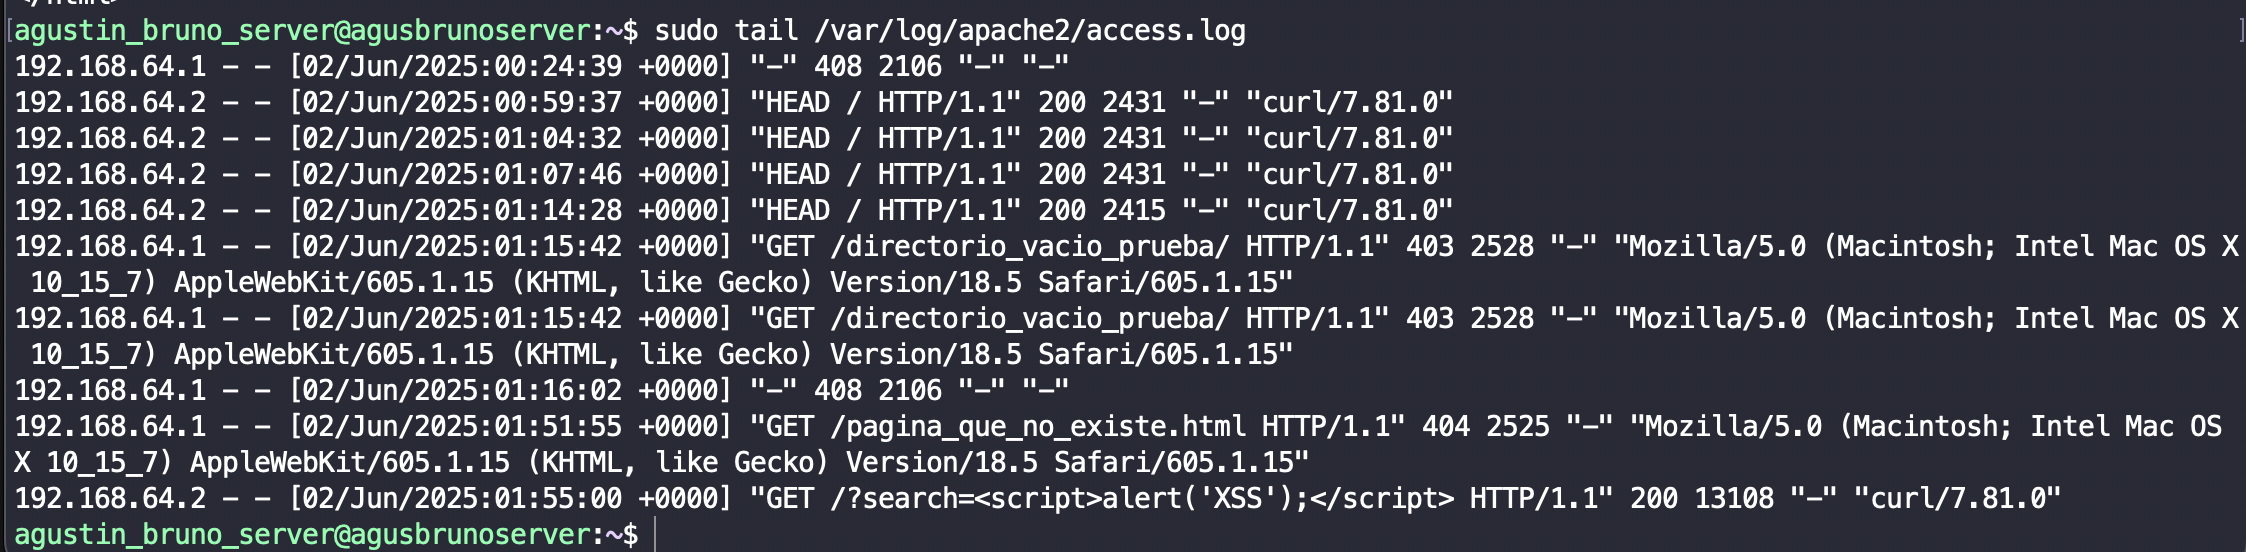 </html>
[agustin_bruno_server@agusbrunoserver:~$ sudo tail /var/log/apache2/access.log ]
192.168.64.1 - - [02/Jun/2025:00:24:39 +0000] "-" 408 2106 "-" "-"
192.168.64.2 - - [02/Jun/2025:00:59:37 +0000] "HEAD / HTTP/1.1" 200 2431 "-" "curl/7.81.0"
192.168.64.2 - - [02/Jun/2025:01:04:32 +0000] "HEAD / HTTP/1.1" 200 2431 "-" "curl/7.81.0"
192.168.64.2 - - [02/Jun/2025:01:07:46 +0000] "HEAD / HTTP/1.1" 200 2431 "-" "curl/7.81.0"
192.168.64.2 - - [02/Jun/2025:01:14:28 +0000] "HEAD / HTTP/1.1" 200 2415 "-" "curl/7.81.0"
192.168.64.1 - - [02/Jun/2025:01:15:42 +0000] "GET /directorio_vacio_prueba/ HTTP/1.1" 403 2528 "-" "Mozilla/5.0 (Macintosh; Intel Mac OS X
 10_15_7) AppleWebKit/605.1.15 (KHTML, like Gecko) Version/18.5 Safari/605.1.15"
192.168.64.1 - - [02/Jun/2025:01:15:42 +0000] "GET /directorio_vacio_prueba/ HTTP/1.1" 403 2528 "-" "Mozilla/5.0 (Macintosh; Intel Mac OS X
 10_15_7) AppleWebKit/605.1.15 (KHTML, like Gecko) Version/18.5 Safari/605.1.15"
192.168.64.1 - - [02/Jun/2025:01:16:02 +0000] "-" 408 2106 "-" "-"
192.168.64.1 - - [02/Jun/2025:01:51:55 +0000] "GET /pagina_que_no_existe.html HTTP/1.1" 404 2525 "-" "Mozilla/5.0 (Macintosh; Intel Mac OS
X 10_15_7) AppleWebKit/605.1.15 (KHTML, like Gecko) Version/18.5 Safari/605.1.15"
192.168.64.2 - - [02/Jun/2025:01:55:00 +0000] "GET /?search=<script>alert('XSS');</script> HTTP/1.1" 200 13108 "-" "curl/7.81.0"
agustin_bruno_server@agusbrunoserver:~$